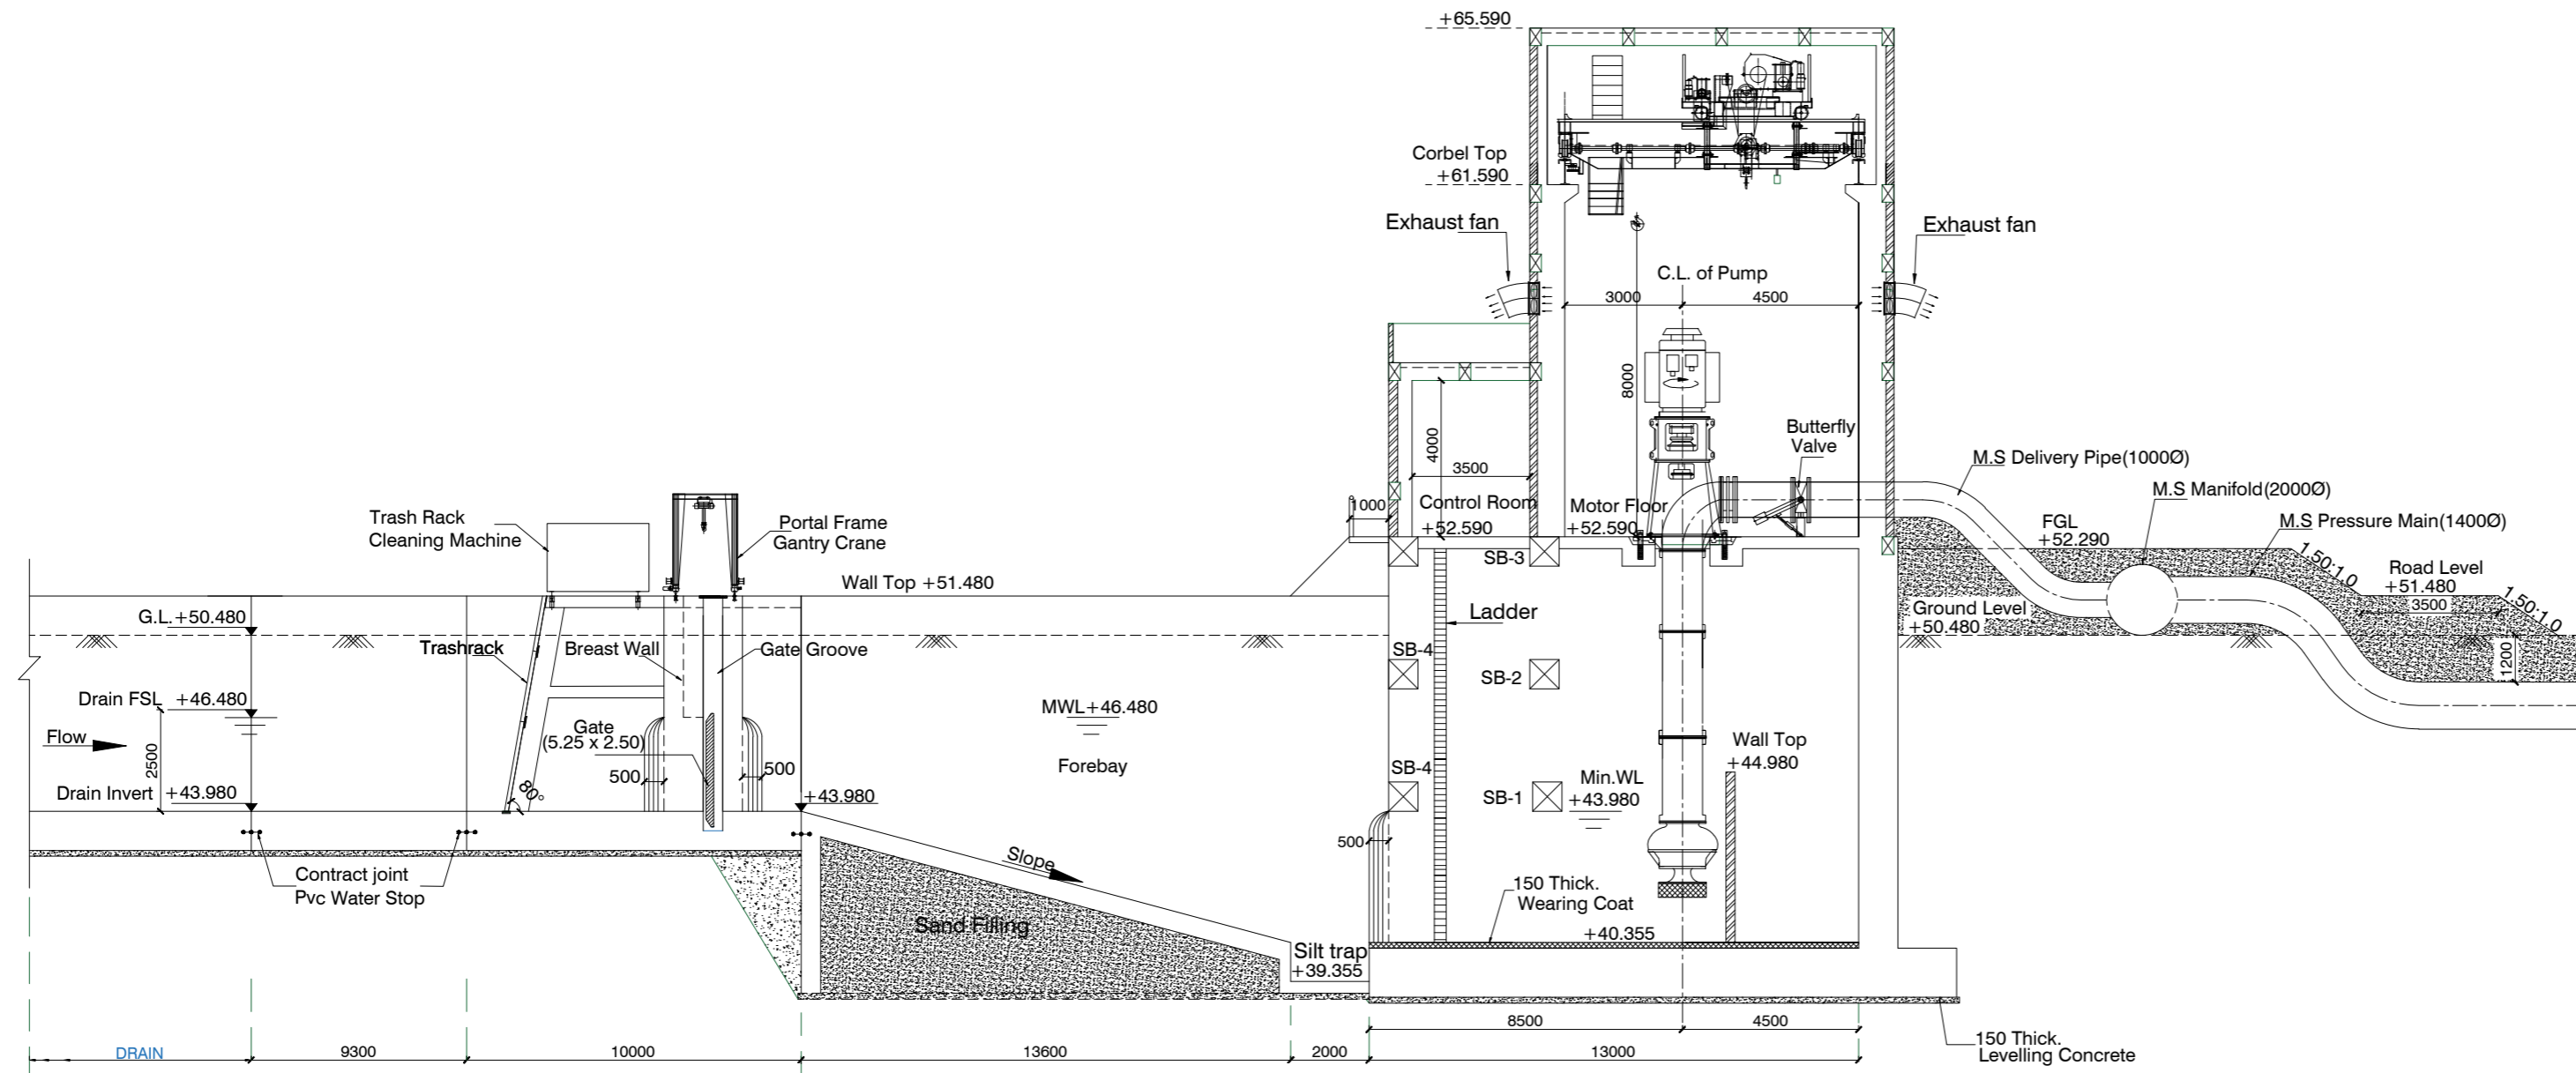 +65.590
Corbel Top
+61.590
Exhaust fan
Exhaust fan
C.L. of Pump
3000
4500
8000
4000
3500
1000
Control Room
+52.590
Motor Floor
+52.590
Butterfly
Valve
M.S Delivery Pipe(1000Ø)
M.S Manifold(2000Ø)
M.S Pressure Main(1400Ø)
FGL
+52.290
1.50:1.0
Road Level
+51.480
3500
1.50:1.0
Ground Level
+50.480
1200
Trash Rack
Cleaning Machine
Portal Frame
Gantry Crane
Wall Top +51.480
G.L.+50.480
Trashrack
Breast Wall
Gate Groove
Drain FSL +46.480
Flow
2500
Drain Invert +43.980
Gate
(5.25 x 2.50)
500
500
80°
+43.980
MWL+46.480
Forebay
SB-3
Ladder
SB-4
SB-2
SB-4
SB-1
Min.WL
+43.980
Wall Top
+44.980
500
Contract joint
Pvc Water Stop
Slope
Sand Filling
Silt trap
+39.355
150 Thick.
Wearing Coat
+40.355
8500
4500
150 Thick.
Levelling Concrete
DRAIN
9300
10000
13600
2000
13000